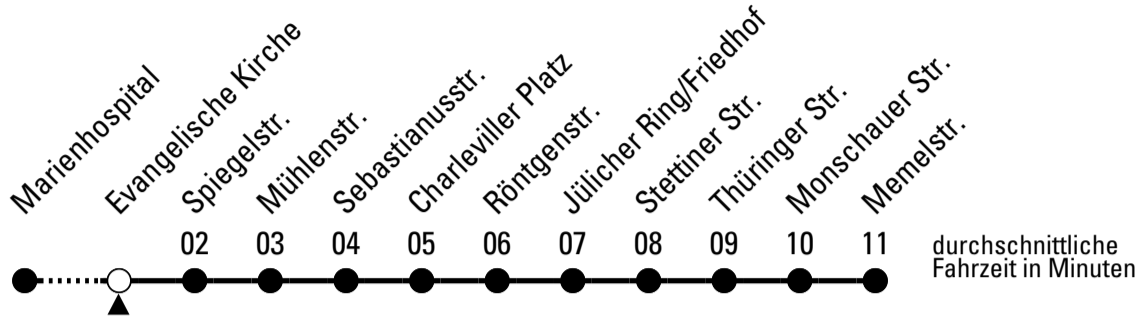 Marienhospital
Evangelische Kirche
Spiegelstr.
Mühlenstr.
Sebastianusstr.
Charleviller Platz
Röntgenstr.
Jülicher Ring/Friedhof
Stettiner Str.
Thüringer Str.
Monschauer Str.
Memelstr.
02 03 04 05 06 07 08 09 10 11
durchschnittliche
Fahrzeit in Minuten